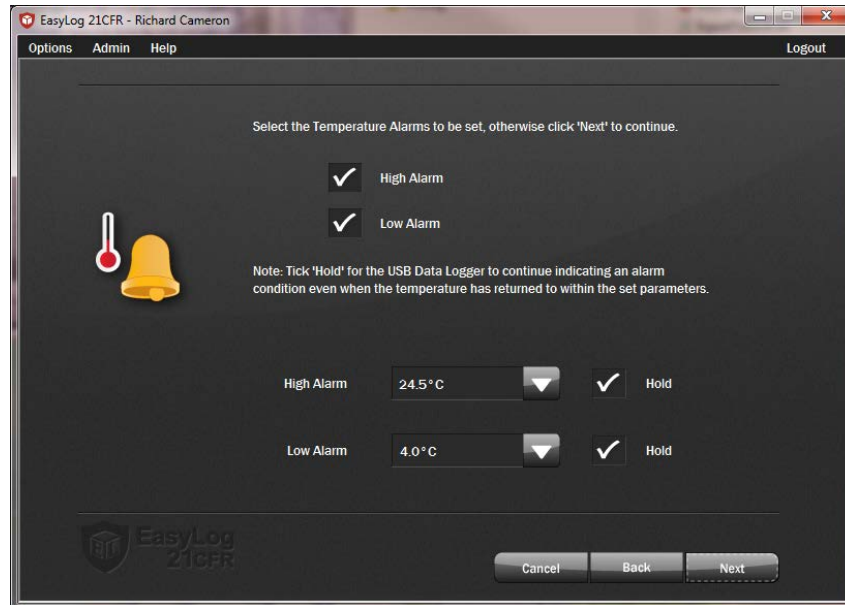 EasyLog 21CFR - Richard Cameron
Options Admin Help Logout
Select the Temperature Alarms to be set, otherwise click 'Next' to continue.
High Alarm
Low Alarm
Note: Tick 'Hold' for the USB Data Logger to continue indicating an alarm
condition even when the temperature has returned to within the set parameters.
High Alarm 24.5°C Hold
Low Alarm 4.0°C Hold
EasyLog
21CFR
Cancel Back Next